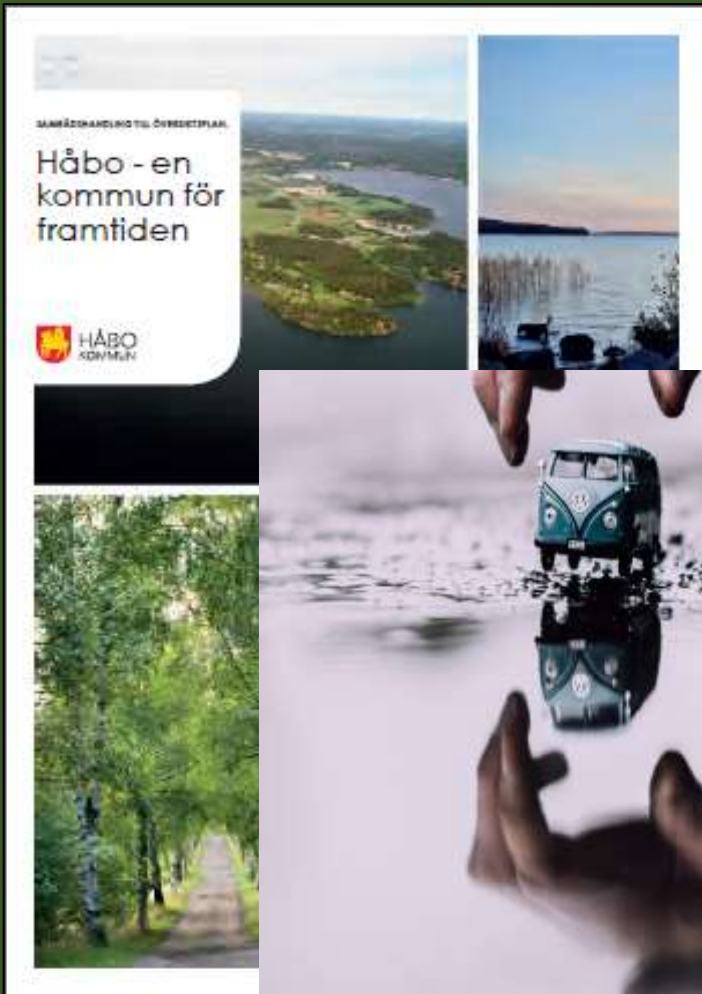 SAMRÅDSHANDLING TILL ÖVERSIKTSPLAN.
Håbo - en
kommun för
framtiden
HÅBO
KOMMUN